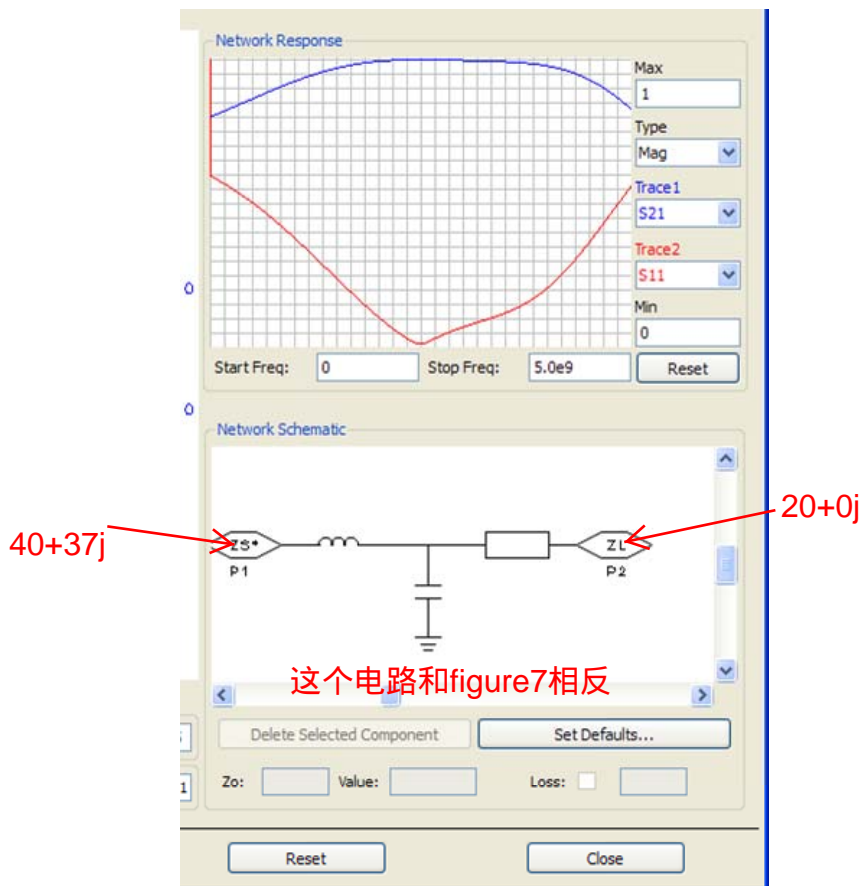 Network Response
Max
1
Type
Mag
Trace1
S21
Trace2
S11
Min
0
Start Freq:
0
Stop Freq:
5.0e9
Reset
Network Schematic
40+37j
20+0j
ZS*
P1
ZL
P2
这个电路和figure7相反
Delete Selected Component
Set Defaults...
1
Zo:
Value:
Loss:
Reset
Close